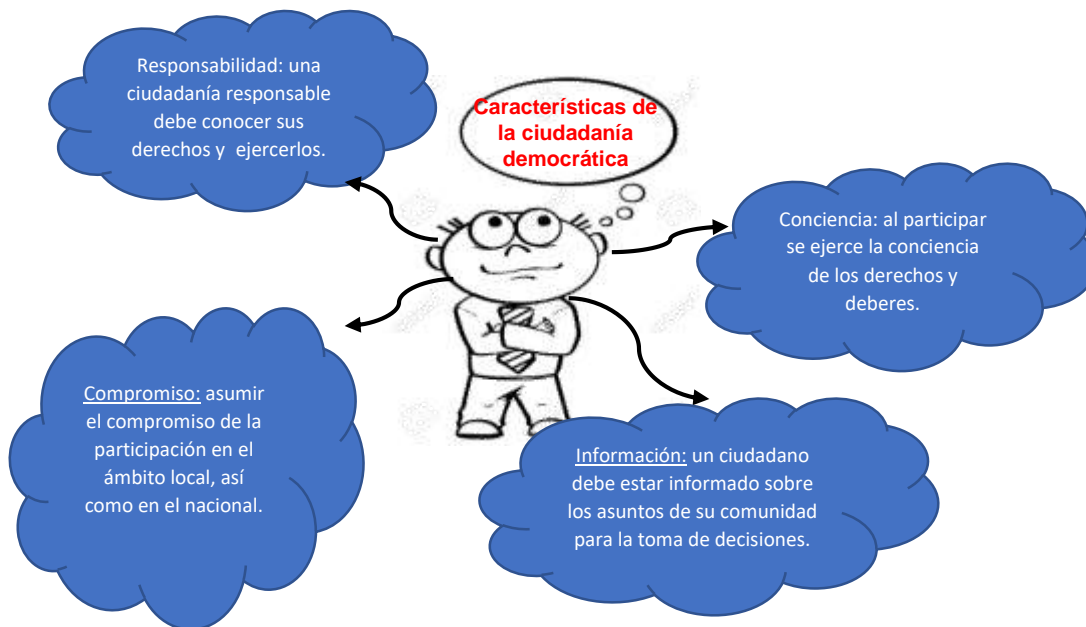 Características de
la ciudadanía
democrática
Responsabilidad: una
ciudadanía responsable
debe conocer sus
derechos y ejercerlos.
Conciencia: al participar
se ejerce la conciencia
de los derechos y
deberes.
Compromiso: asumir
el compromiso de la
participación en el
ámbito local, así
como en el nacional.
Información: un ciudadano
debe estar informado sobre
los asuntos de su comunidad
para la toma de decisiones.